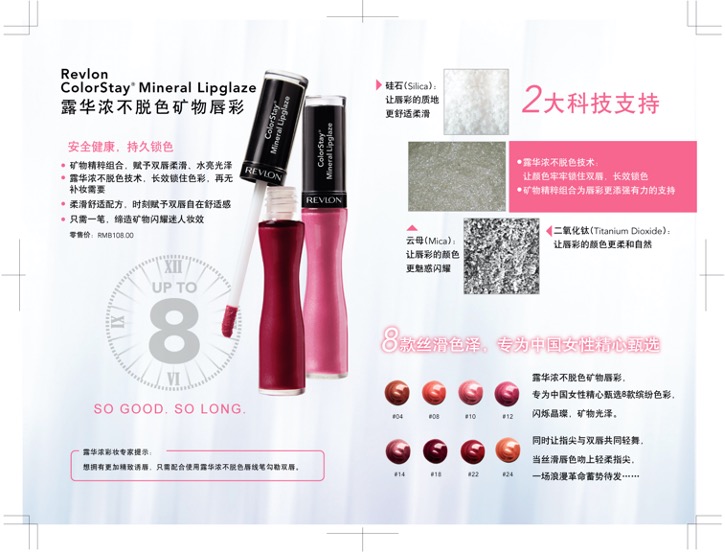 Revlon
ColorStay® Mineral Lipglaze
露华浓不脱色矿物唇彩
安全健康，持久锁色
• 矿物精粹组合，赋予双唇柔滑，水亮光泽
• 露华浓不脱色技术，长效锁住色彩，再无
补妆需要
• 柔滑舒适配方，时刻赋予双唇自在舒适感
• 只需一笔，缔造矿物闪耀迷人妆效
零售价：RMB108.00
XII
UP TO
8
IX
VI
SO GOOD. SO LONG.
露华浓彩妆专家提示：
想拥有更加精致诱唇，只需配合使用露华浓不脱色唇线笔勾勒双唇。
ColorStay®
Mineral Lipglaze
REVLON
ColorStay®
Mineral Lipglaze
REVLON
硅石(Silica)：
让唇彩的质地
更舒适柔滑
2大科技支持
•露华浓不脱色技术：
让颜色牢牢锁住双唇，长效锁色
•矿物精粹组合为唇彩更添强有力的支持
云母(Mica)：
让唇彩的颜色
更魅惑闪耀
二氧化钛(Titanium Dioxide)：
让唇彩的颜色更柔和自然
8款丝滑色泽，专为中国女性精心甄选
#04 #08 #10 #12
#14 #18 #22 #24
露华浓不脱色矿物唇彩，
专为中国女性精心甄选8款缤纷色彩，
闪烁晶璨，矿物光泽。
同时让指尖与双唇共同轻舞，
当丝滑唇色吻上轻柔指尖，
一场浪漫革命蓄势待发……